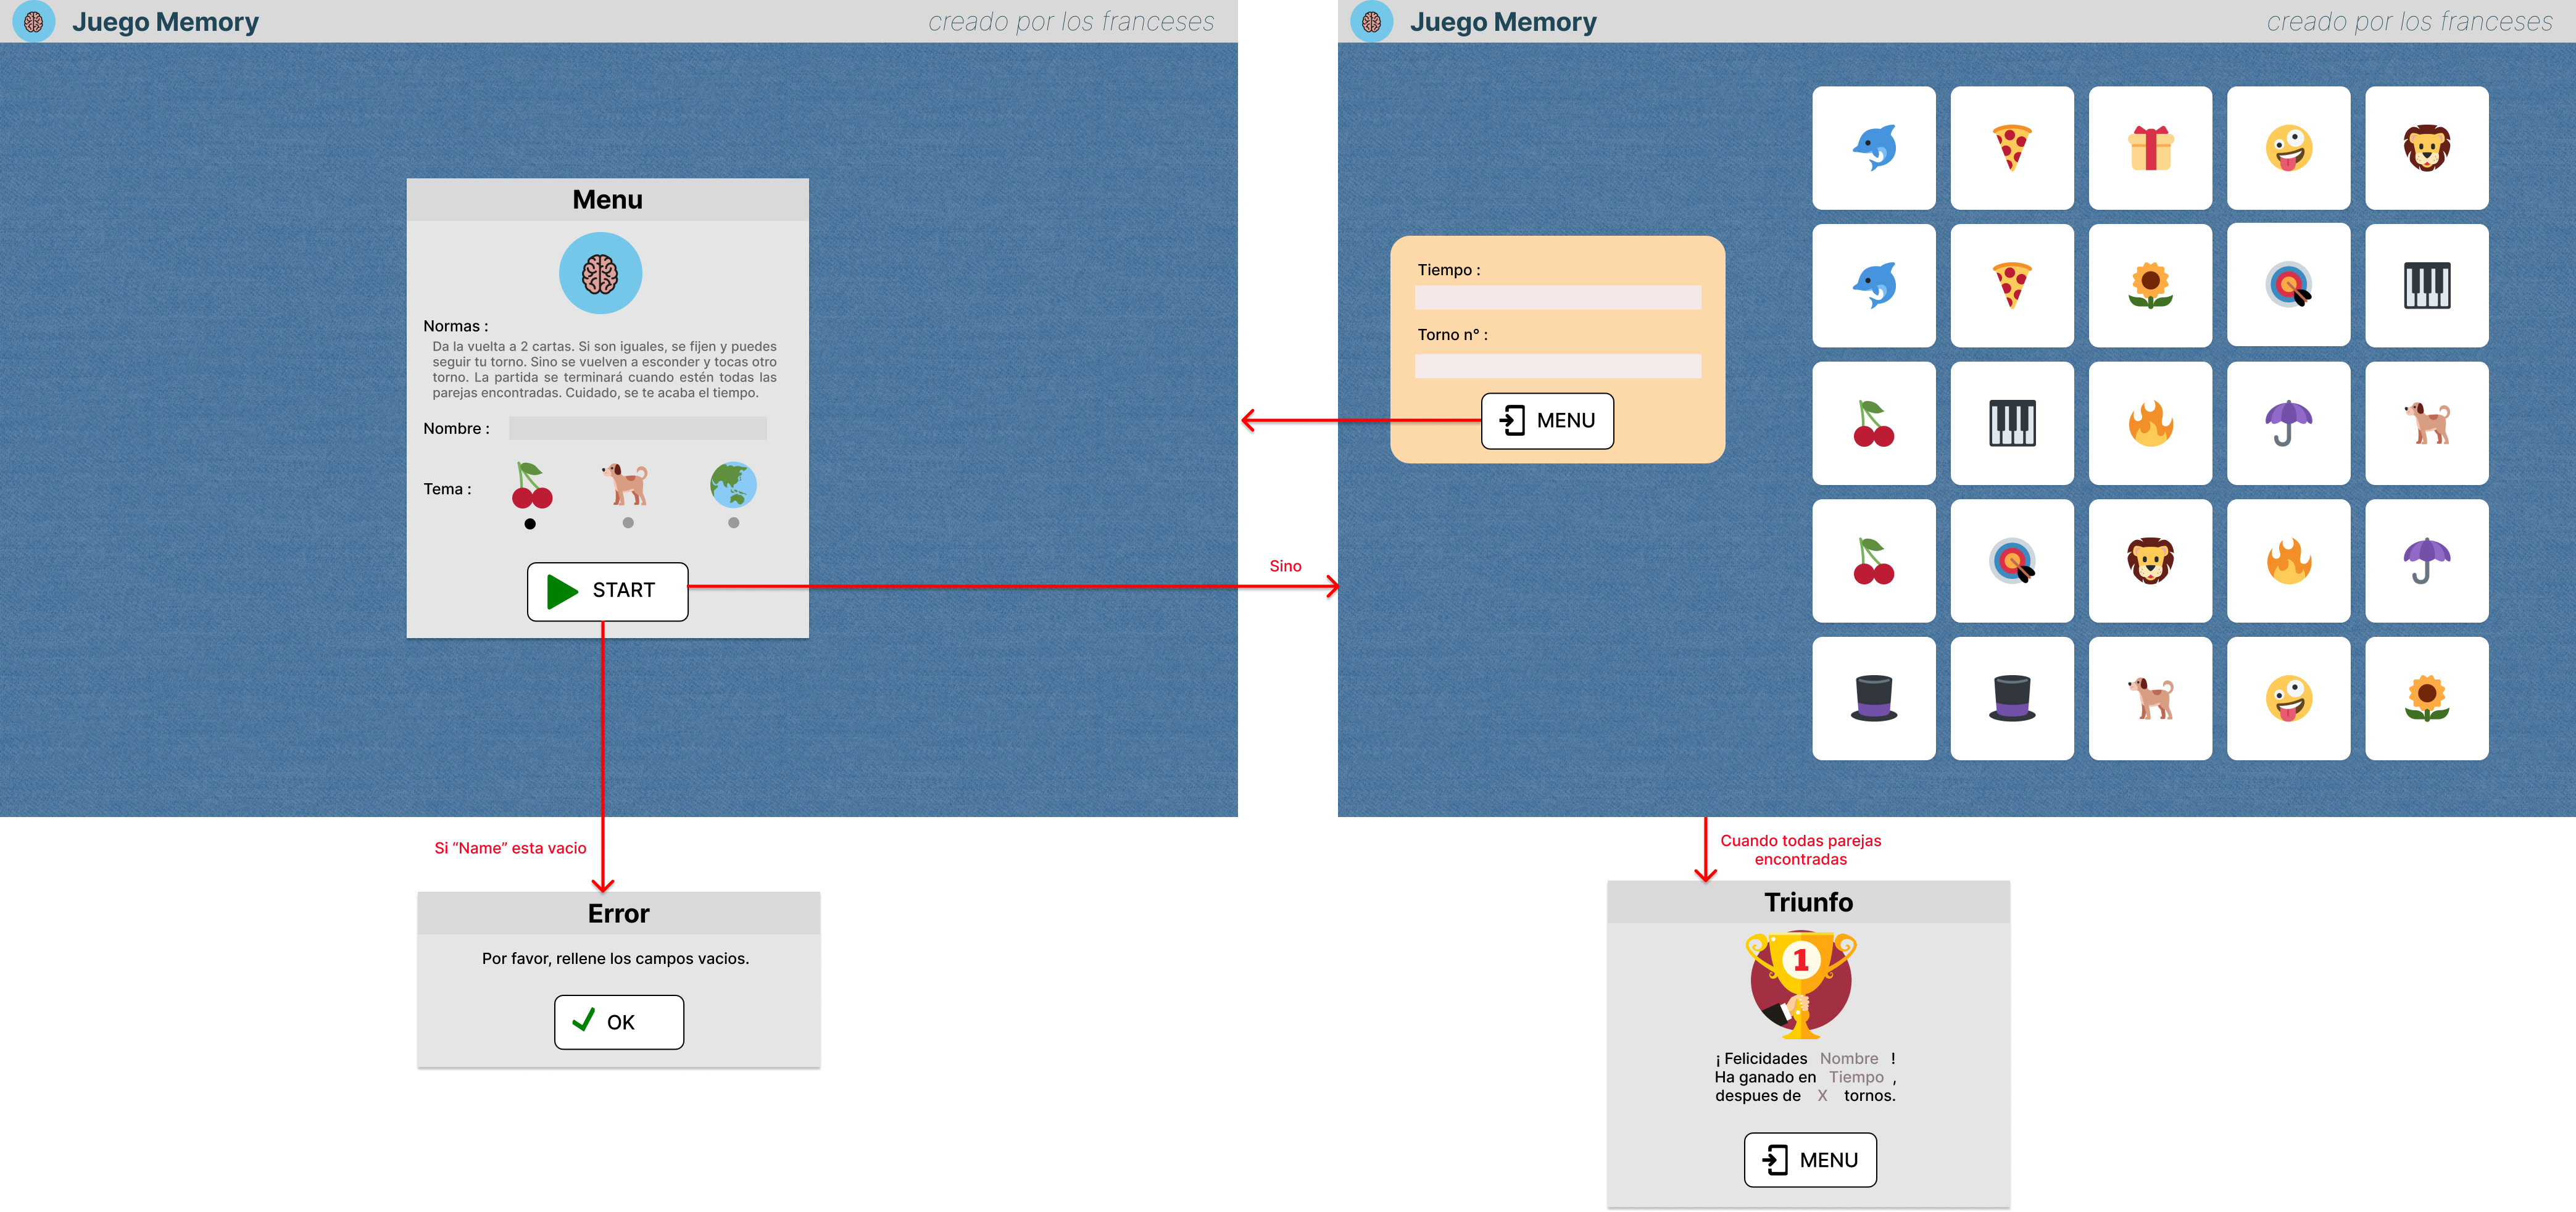 Juego Memory
creado por los franceses
Menu
Normas :
Da la vuelta a 2 cartas. Si son iguales, se fijen y puedes
seguir tu torno. Sino se vuelven a esconder y tocas otro
torno. La partida se terminará cuando estén todas las
parejas encontradas. Cuidado, se te acaba el tiempo.
Nombre :
Tema :
START
Si “Name” esta vacio
Error
Por favor, rellene los campos vacios.
OK
Sino
Juego Memory
creado por los franceses
Tiempo :
Torno n° :
MENU
Cuando todas parejas
encontradas
Triunfo
1
¡ Felicidades Nombre !
Ha ganado en Tiempo ,
despues de X tornos.
MENU